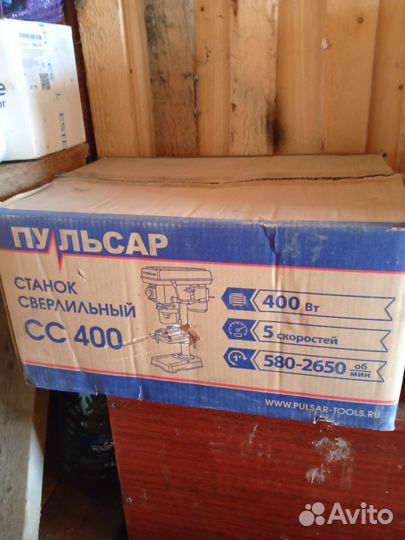 ПУЛЬСАР
СТАНОК
СВЕРЛИЛЬНЫЙ
СС 400
400 Вт
5 скоростей
580-2650 об
мин
WWW.PULSAR-TOOLS.RU
Avito